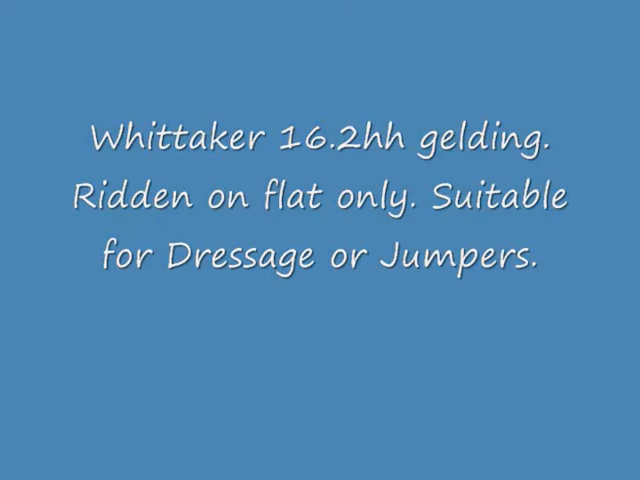 Whittaker 16.2hh gelding.
Ridden on flat only. Suitable
for Dressage or Jumpers.